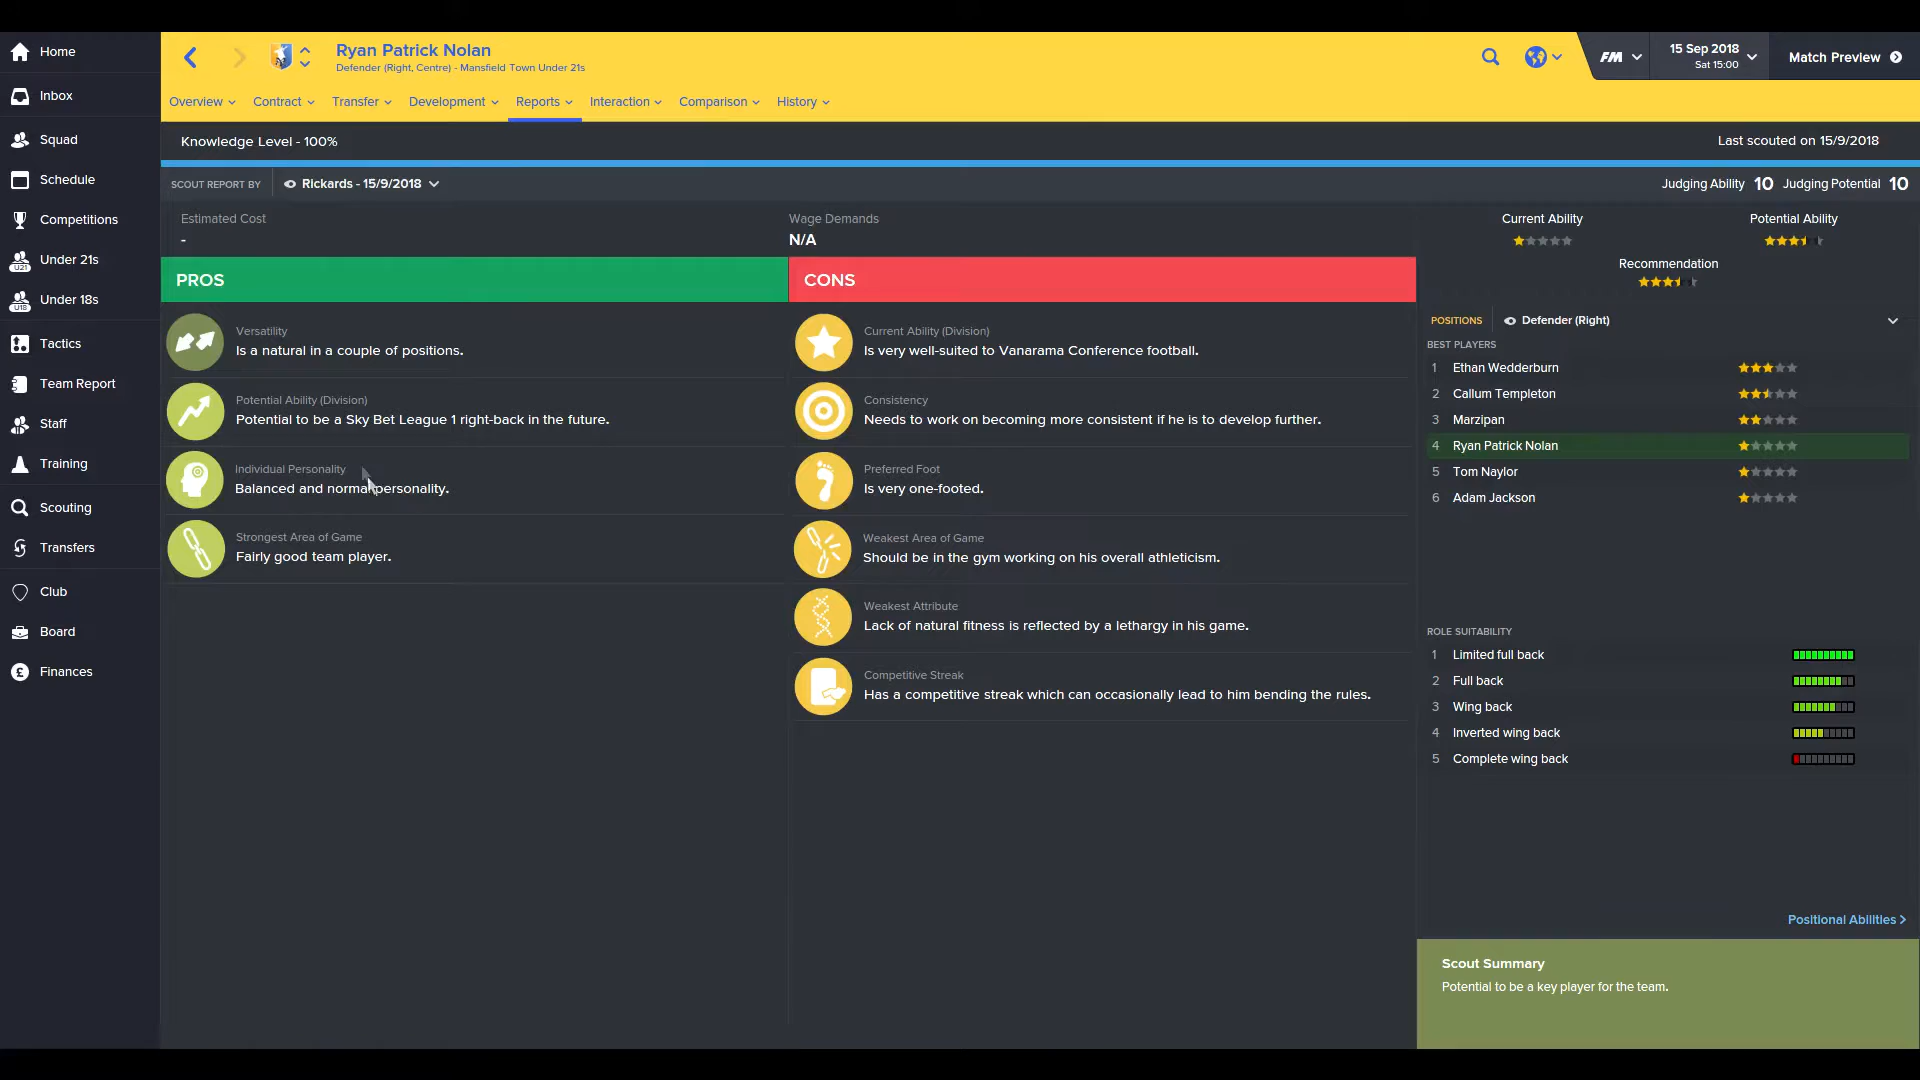 Home
Inbox
Squad
Schedule
Competitions
U21
Under 21s
U18
Under 18s
Tactics
Team Report
Staff
Training
Scouting
Transfers
Club
Board
Finances
Ryan Patrick Nolan
Defender (Right, Centre) - Mansfield Town Under 21s
FM
15 Sep 2018
Sat 15:00
Match Preview
Overview
Contract
Transfer
Development
Reports
Interaction
Comparison
History
Knowledge Level - 100%
Last scouted on 15/9/2018
SCOUT REPORT BY
Rickards - 15/9/2018
Judging Ability 10 Judging Potential 10
Estimated Cost
-
Wage Demands
N/A
PROS
Versatility
Is a natural in a couple of positions.
Potential Ability (Division)
Potential to be a Sky Bet League 1 right-back in the future.
Individual Personality
Balanced and normal personality.
Strongest Area of Game
Fairly good team player.
CONS
Current Ability (Division)
Is very well-suited to Vanarama Conference football.
Consistency
Needs to work on becoming more consistent if he is to develop further.
Preferred Foot
Is very one-footed.
Weakest Area of Game
Should be in the gym working on his overall athleticism.
Weakest Attribute
Lack of natural fitness is reflected by a lethargy in his game.
Competitive Streak
Has a competitive streak which can occasionally lead to him bending the rules.
Current Ability
Potential Ability
Recommendation
POSITIONS
Defender (Right)
BEST PLAYERS
1 Ethan Wedderburn
2 Callum Templeton
3 Marzipan
4 Ryan Patrick Nolan
5 Tom Naylor
6 Adam Jackson
ROLE SUITABILITY
1 Limited full back
2 Full back
3 Wing back
4 Inverted wing back
5 Complete wing back
Positional Abilities >
Scout Summary
Potential to be a key player for the team.